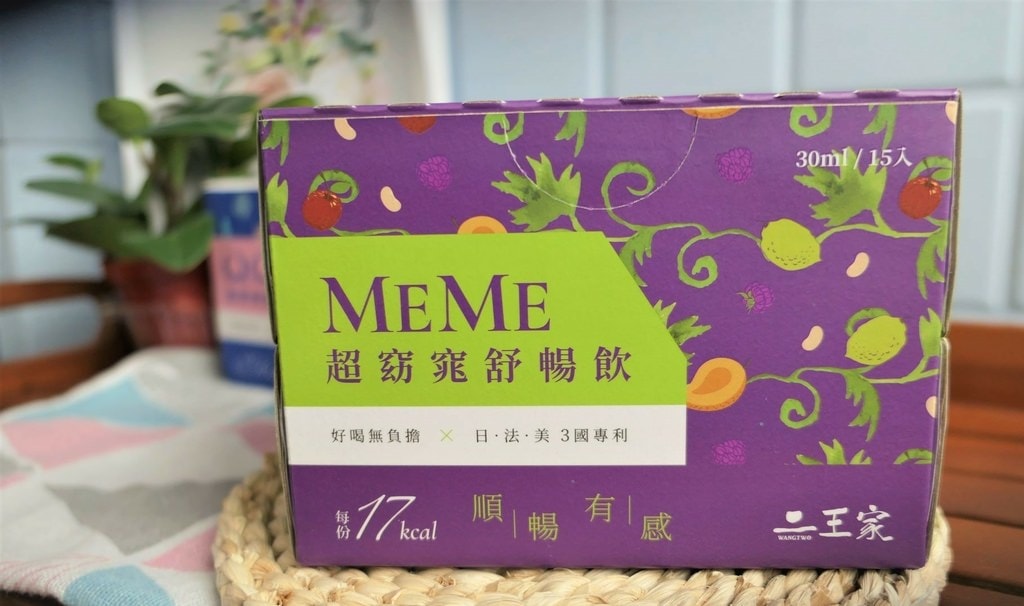 30ml / 15入
MEME
超窈窕舒暢飲
好喝無負擔 × 日·法·美 3國專利
每份 17kcal
順暢有感
二王家
WANGTWO